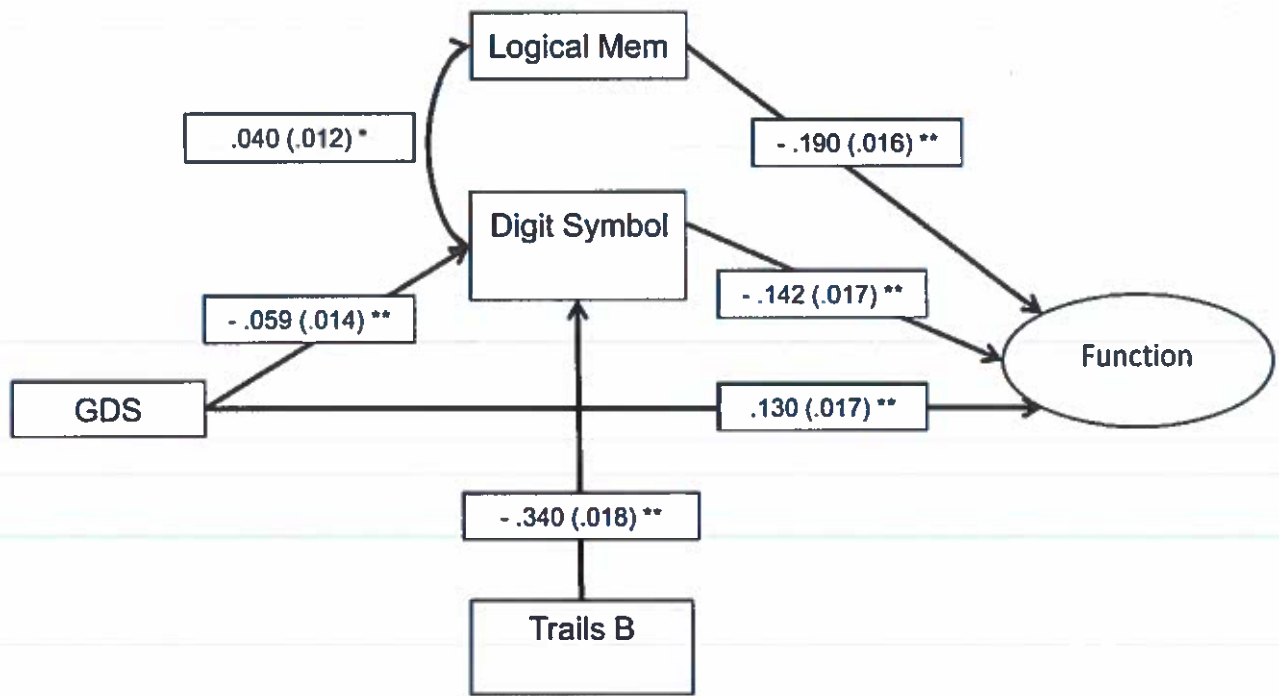 Logical Mem
.040 (.012) *
- .190 (.016) **
Digit Symbol
- .142 (.017) **
- .059 (.014) **
Function
GDS
.130 (.017) **
- .340 (.018) **
Trails B